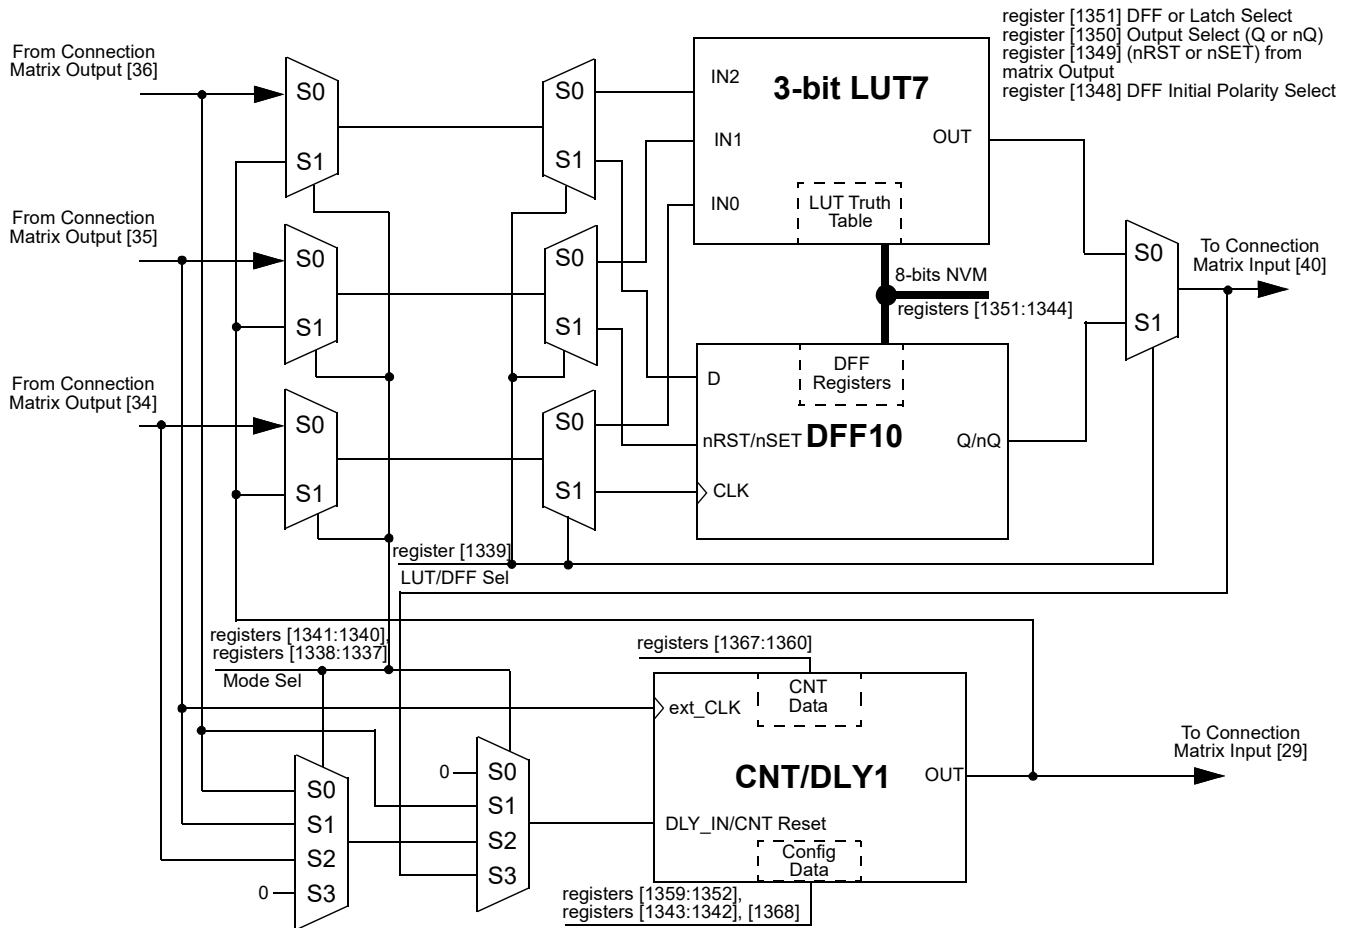 register [1351] DFF or Latch Select
register [1350] Output Select (Q or nQ)
register [1349] (nRST or nSET) from
matrix Output
register [1348] DFF Initial Polarity Select
From Connection
Matrix Output [36]
S0
S1
S0
S1
IN2
IN1
IN0
3-bit LUT7
OUT
LUT Truth
Table
From Connection
Matrix Output [35]
S0
S1
S0
S1
8-bits NVM
registers [1351:1344]
S0
S1
To Connection
Matrix Input [40]
From Connection
Matrix Output [34]
S0
S1
S0
S1
D
nRST/nSET
CLK
DFF
Registers
DFF10
Q/nQ
register [1339]
LUT/DFF Sel
registers [1341:1340],
registers [1338:1337]
Mode Sel
registers [1367:1360]
ext_CLK
CNT
Data
CNT/DLY1
OUT
DLY_IN/CNT Reset
Config
Data
To Connection
Matrix Input [29]
0
S0
S1
S2
S3
S0
S1
S2
S3
0
registers [1359:1352],
registers [1343:1342], [1368]